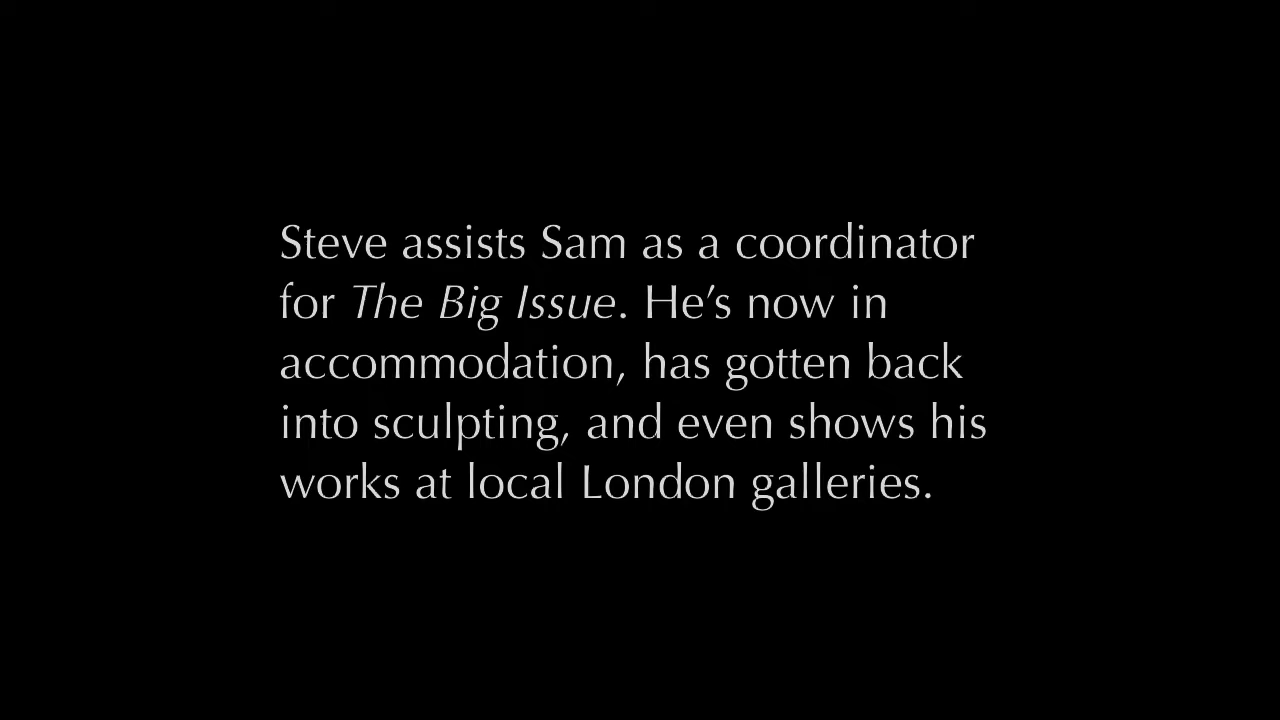 Steve assists Sam as a coordinator
for The Big Issue. He’s now in
accommodation, has gotten back
into sculpting, and even shows his
works at local London galleries.